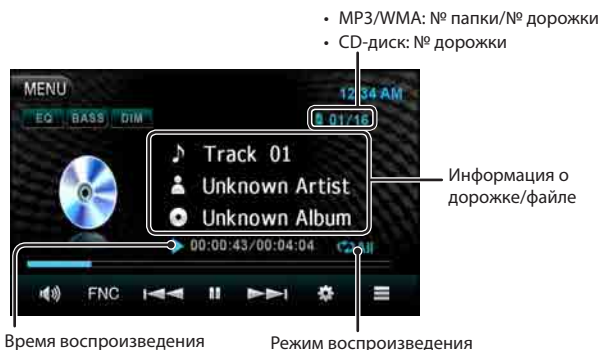 • MP3/WMA: № папки/№ дорожки
• CD-диск: № дорожки
MENU
12:34 AM
EQ BASS DIM
01/16
Track 01
Unknown Artist
Unknown Album
Информация о
дорожке/файле
00:00:43/00:04:04
All
FNC
Время воспроизведения
Режим воспроизведения